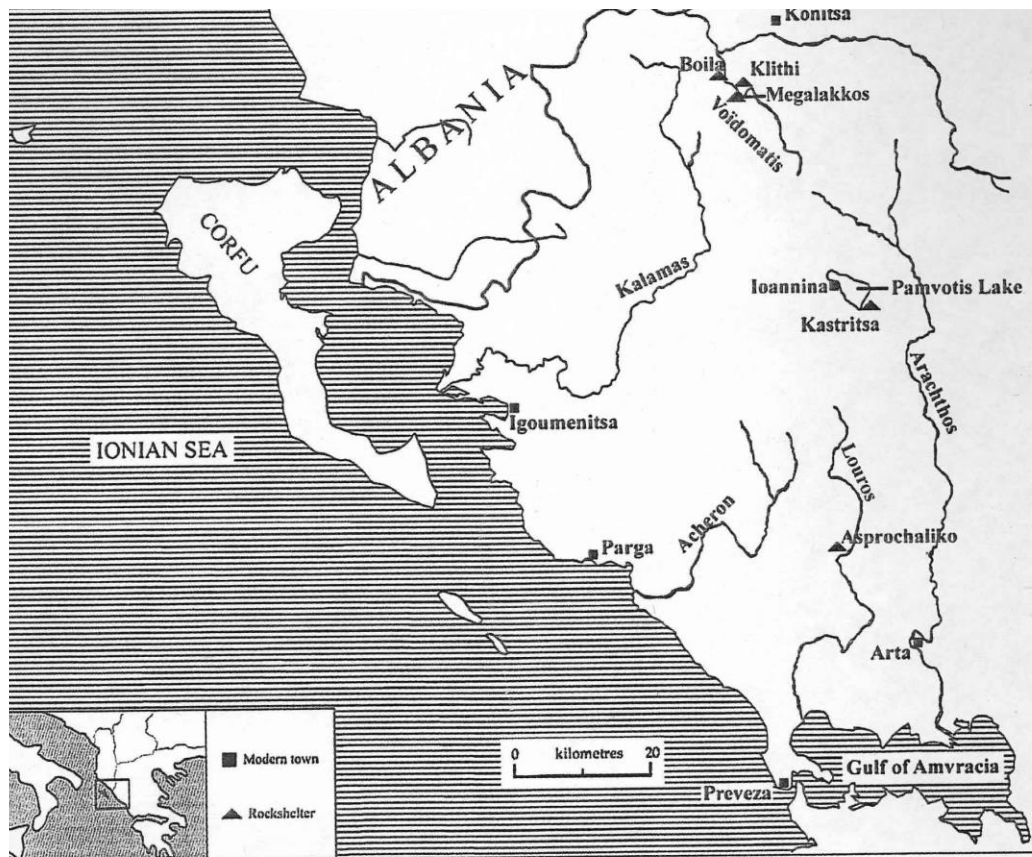 Konitsa
Boila
Klithi
Megalakkos
Voïdomatis
ALBANIA
CORFU
Kalamas
Ioannina
Pamvotis Lake
Kastritsa
Arachthos
Igoumenitsa
IONIAN SEA
Louros
Acheron
Asprochaliko
Parga
Arta
0 kilometres 20
Modern town
Gulf of Amvracia
Preveza
Rockshelter